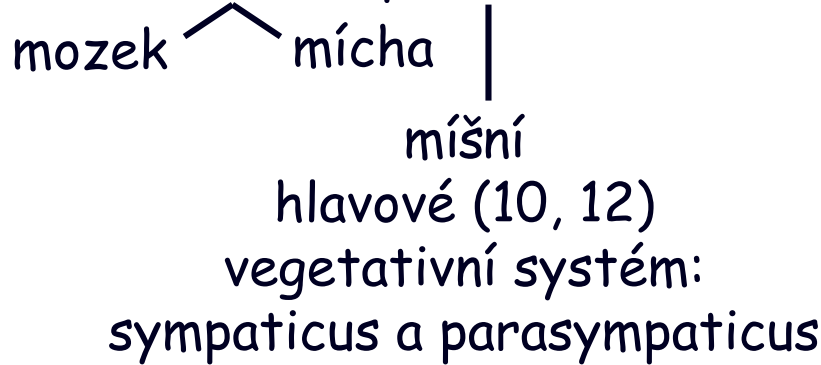 mozek mícha
míšní
hlavové (10, 12)
vegetativní systém:
sympaticus a parasympaticus